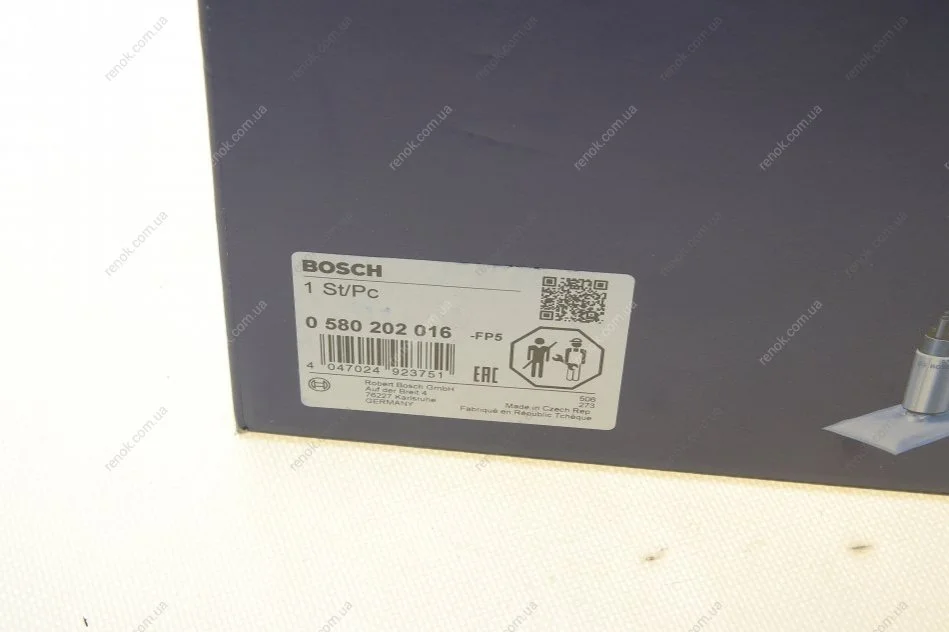 BOSCH
1 St/Pc
0 580 202 016 -FP5
4 047024 923751
EAC
Robert Bosch GmbH
Auf der Breit 4
76227 Karlsruhe
GERMANY
506
273
Made in Czech Rep.
Fabriqué en République Tchèque
renok.com.ua